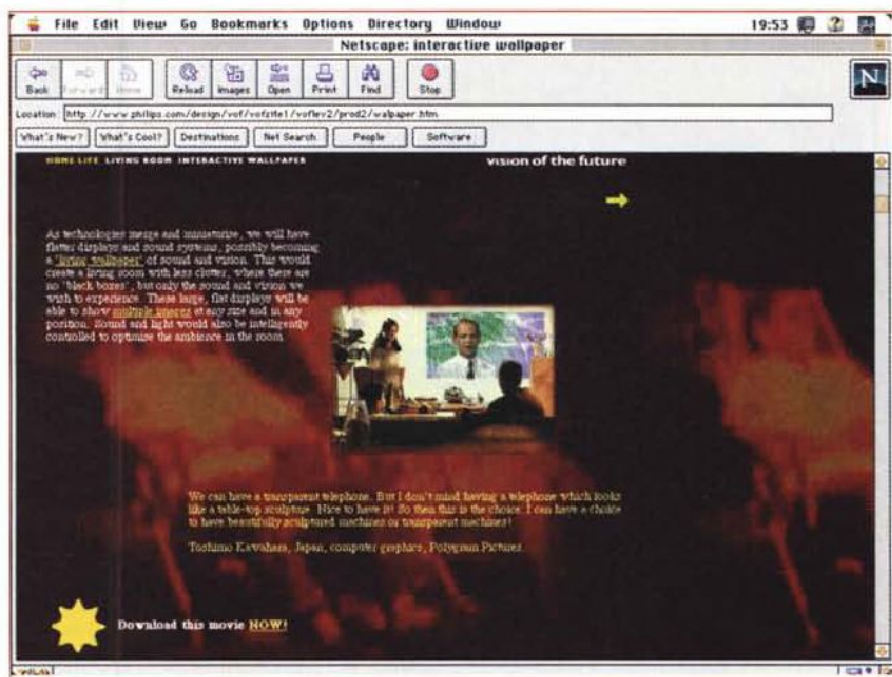 File Edit View Go Bookmarks Options Directory Window 19:53
Netscape: interactive wallpaper
Back Forward Home Reload Images Open Print Find Stop
N
Location: http://www.philips.com/design/vof/vofsite1/voflev2/prod2/walpaper.htm
What's New? What's Cool? Destinations Net Search People Software
HOME LIFE LIVING ROOM INTERACTIVE WALLPAPER
vision of the future
As technologies merge and miniaturise, we will have
flatter displays and sound systems, possibly becoming
a 'living wallpaper' of sound and vision. This would
create a living room with less clutter, where there are
no 'black boxes', but only the sound and vision we
wish to experience. These large, flat displays will be
able to show multiple images at any size and in any
position. Sound and light would also be intelligently
controlled to optimise the ambience in the room
We can have a transparent telephone. But I don't mind having a telephone which looks
like a table-top sculpture. Nice to have it! So then this is the choice. I can have a choice
to have beautifully sculptured machines or transparent machines!
Toshimo Kawahara, Japan, computer graphics, Polygram Pictures.
Download this movie NOW!